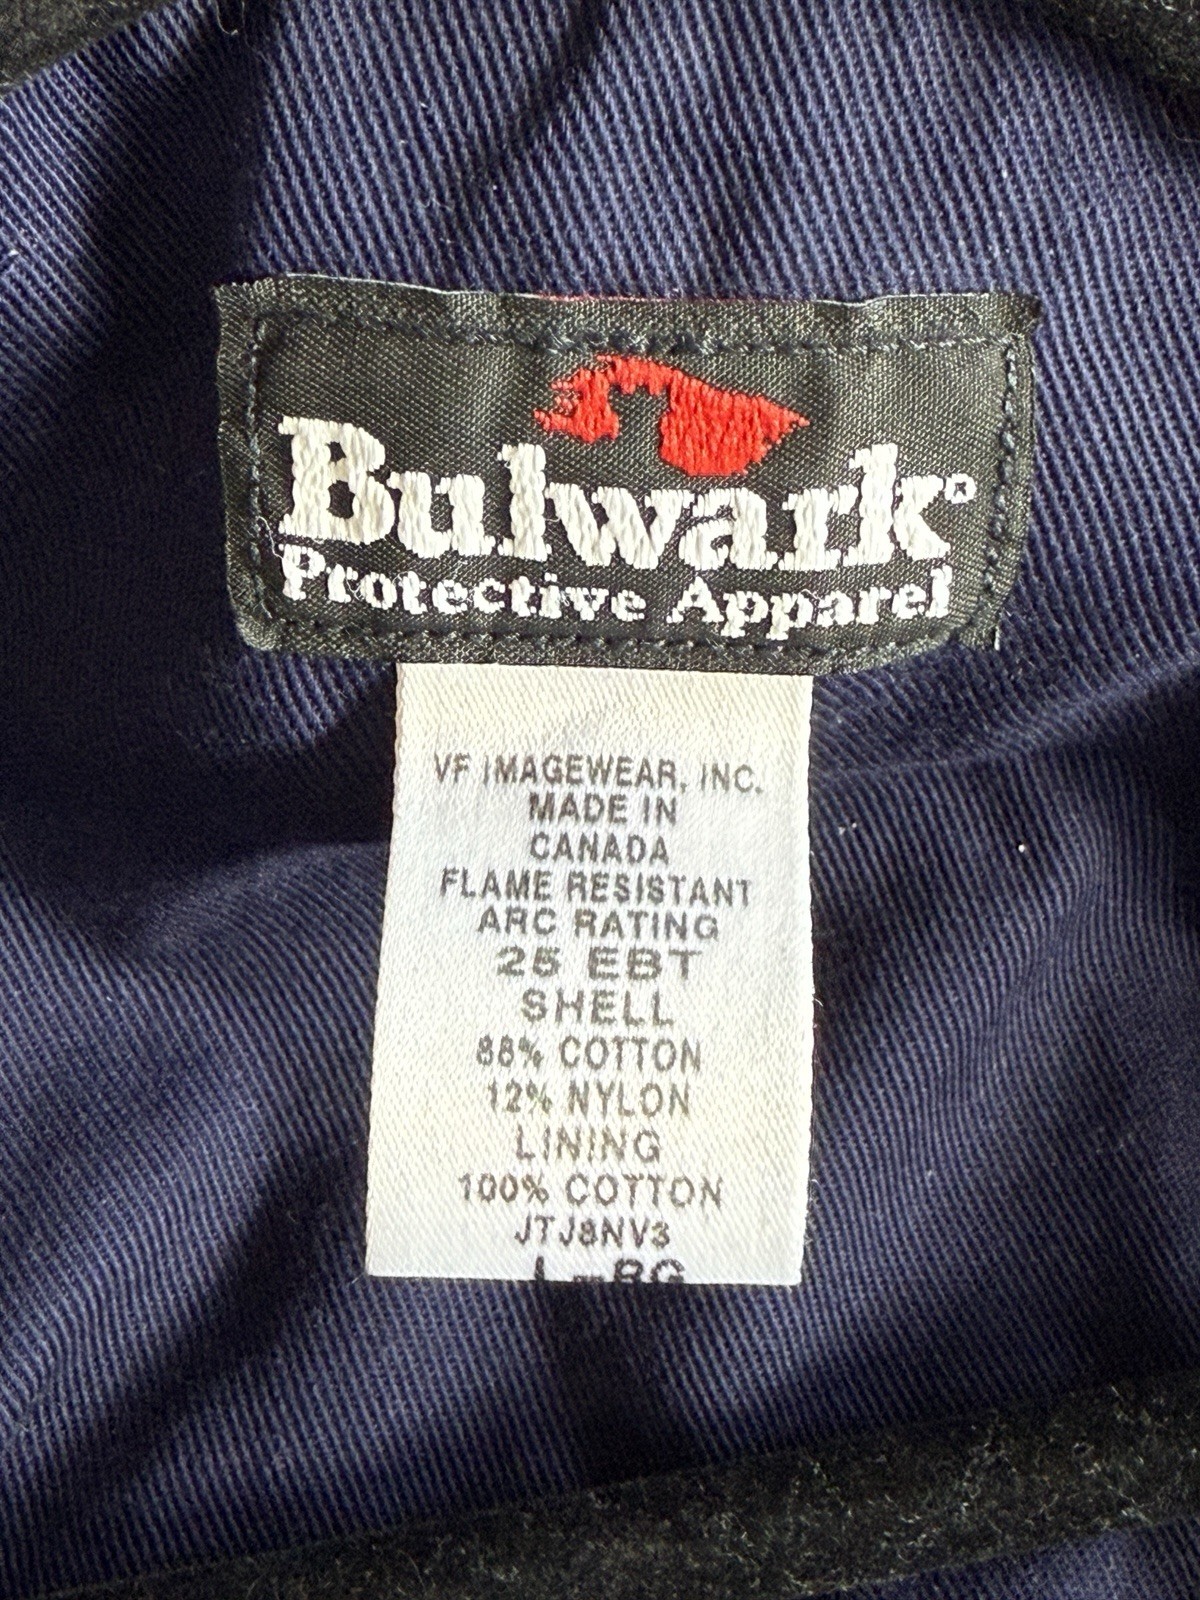 Bulwark®
Protective Apparel
VF IMAGEWEAR, INC.
MADE IN
CANADA
FLAME RESISTANT
ARC RATING
25 EBT
SHELL
88% COTTON
12% NYLON
LINING
100% COTTON
JTJ8NV3
L-RG